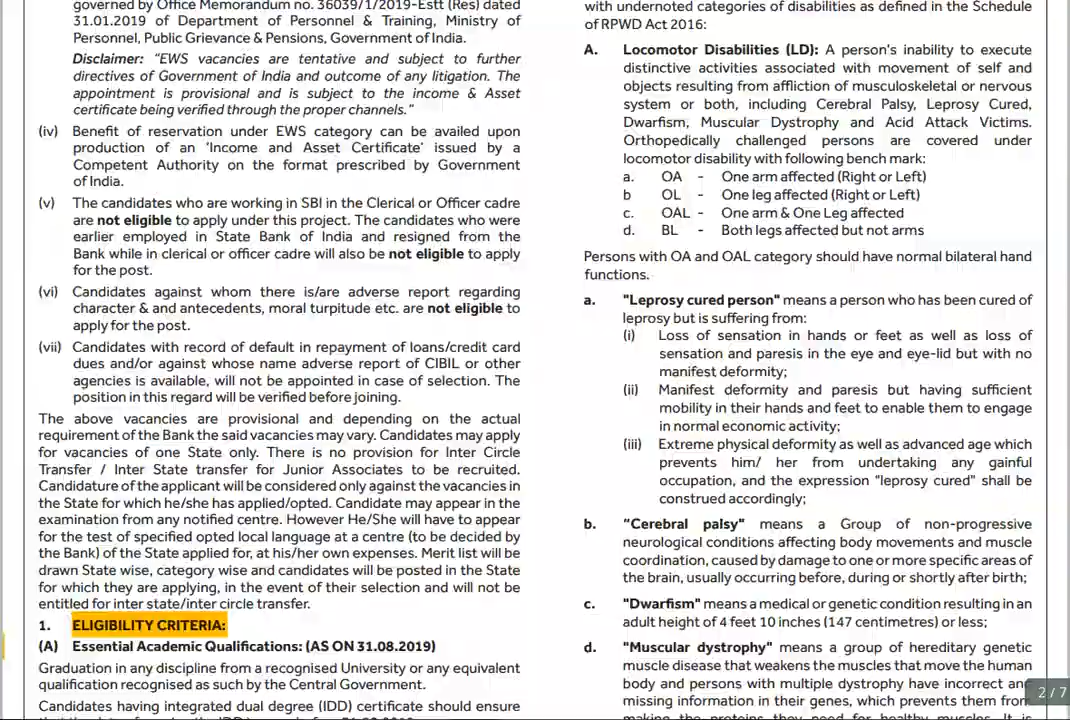 governed by Office Memorandum no. 36039/1/2019-Estt (Res) dated
31.01.2019 of Department of Personnel & Training, Ministry of
Personnel, Public Grievance & Pensions, Government of India.
Disclaimer: “EWS vacancies are tentative and subject to further
directives of Government of India and outcome of any litigation. The
appointment is provisional and is subject to the income & Asset
certificate being verified through the proper channels.”
(iv) Benefit of reservation under EWS category can be availed upon
production of an ‘Income and Asset Certificate’ issued by a
Competent Authority on the format prescribed by Government
of India.
(v) The candidates who are working in SBI in the Clerical or Officer cadre
are not eligible to apply under this project. The candidates who were
earlier employed in State Bank of India and resigned from the
Bank while in clerical or officer cadre will also be not eligible to apply
for the post.
(vi) Candidates against whom there is/are adverse report regarding
character & and antecedents, moral turpitude etc. are not eligible to
apply for the post.
(vii) Candidates with record of default in repayment of loans/credit card
dues and/or against whose name adverse report of CIBIL or other
agencies is available, will not be appointed in case of selection. The
position in this regard will be verified before joining.
The above vacancies are provisional and depending on the actual
requirement of the Bank the said vacancies may vary. Candidates may apply
for vacancies of one State only. There is no provision for Inter Circle
Transfer / Inter State transfer for Junior Associates to be recruited.
Candidature of the applicant will be considered only against the vacancies in
the State for which he/she has applied/opted. Candidate may appear in the
examination from any notified centre. However He/She will have to appear
for the test of specified opted local language at a centre (to be decided by
the Bank) of the State applied for, at his/her own expenses. Merit list will be
drawn State wise, category wise and candidates will be posted in the State
for which they are applying, in the event of their selection and will not be
entitled for inter state/inter circle transfer.
1. ELIGIBILITY CRITERIA:
(A) Essential Academic Qualifications: (AS ON 31.08.2019)
Graduation in any discipline from a recognised University or any equivalent
qualification recognised as such by the Central Government.
Candidates having integrated dual degree (IDD) certificate should ensure
with undernoted categories of disabilities as defined in the Schedule
of RPWD Act 2016:
A. Locomotor Disabilities (LD): A person's inability to execute
distinctive activities associated with movement of self and
objects resulting from affliction of musculoskeletal or nervous
system or both, including Cerebral Palsy, Leprosy Cured,
Dwarfism, Muscular Dystrophy and Acid Attack Victims.
Orthopedically challenged persons are covered under
locomotor disability with following bench mark:
a. OA - One arm affected (Right or Left)
b OL - One leg affected (Right or Left)
c. OAL - One arm & One Leg affected
d. BL - Both legs affected but not arms
Persons with OA and OAL category should have normal bilateral hand
functions.
a. "Leprosy cured person" means a person who has been cured of
leprosy but is suffering from:
(i) Loss of sensation in hands or feet as well as loss of
sensation and paresis in the eye and eye-lid but with no
manifest deformity;
(ii) Manifest deformity and paresis but having sufficient
mobility in their hands and feet to enable them to engage
in normal economic activity;
(iii) Extreme physical deformity as well as advanced age which
prevents him/ her from undertaking any gainful
occupation, and the expression "leprosy cured" shall be
construed accordingly;
b. “Cerebral palsy" means a Group of non-progressive
neurological conditions affecting body movements and muscle
coordination, caused by damage to one or more specific areas of
the brain, usually occurring before, during or shortly after birth;
c. "Dwarfism" means a medical or genetic condition resulting in an
adult height of 4 feet 10 inches (147 centimetres) or less;
d. "Muscular dystrophy" means a group of hereditary genetic
muscle disease that weakens the muscles that move the human
body and persons with multiple dystrophy have incorrect and
missing information in their genes, which prevents them from
making the proteins they need for healthy muscles. It is
2 / 7